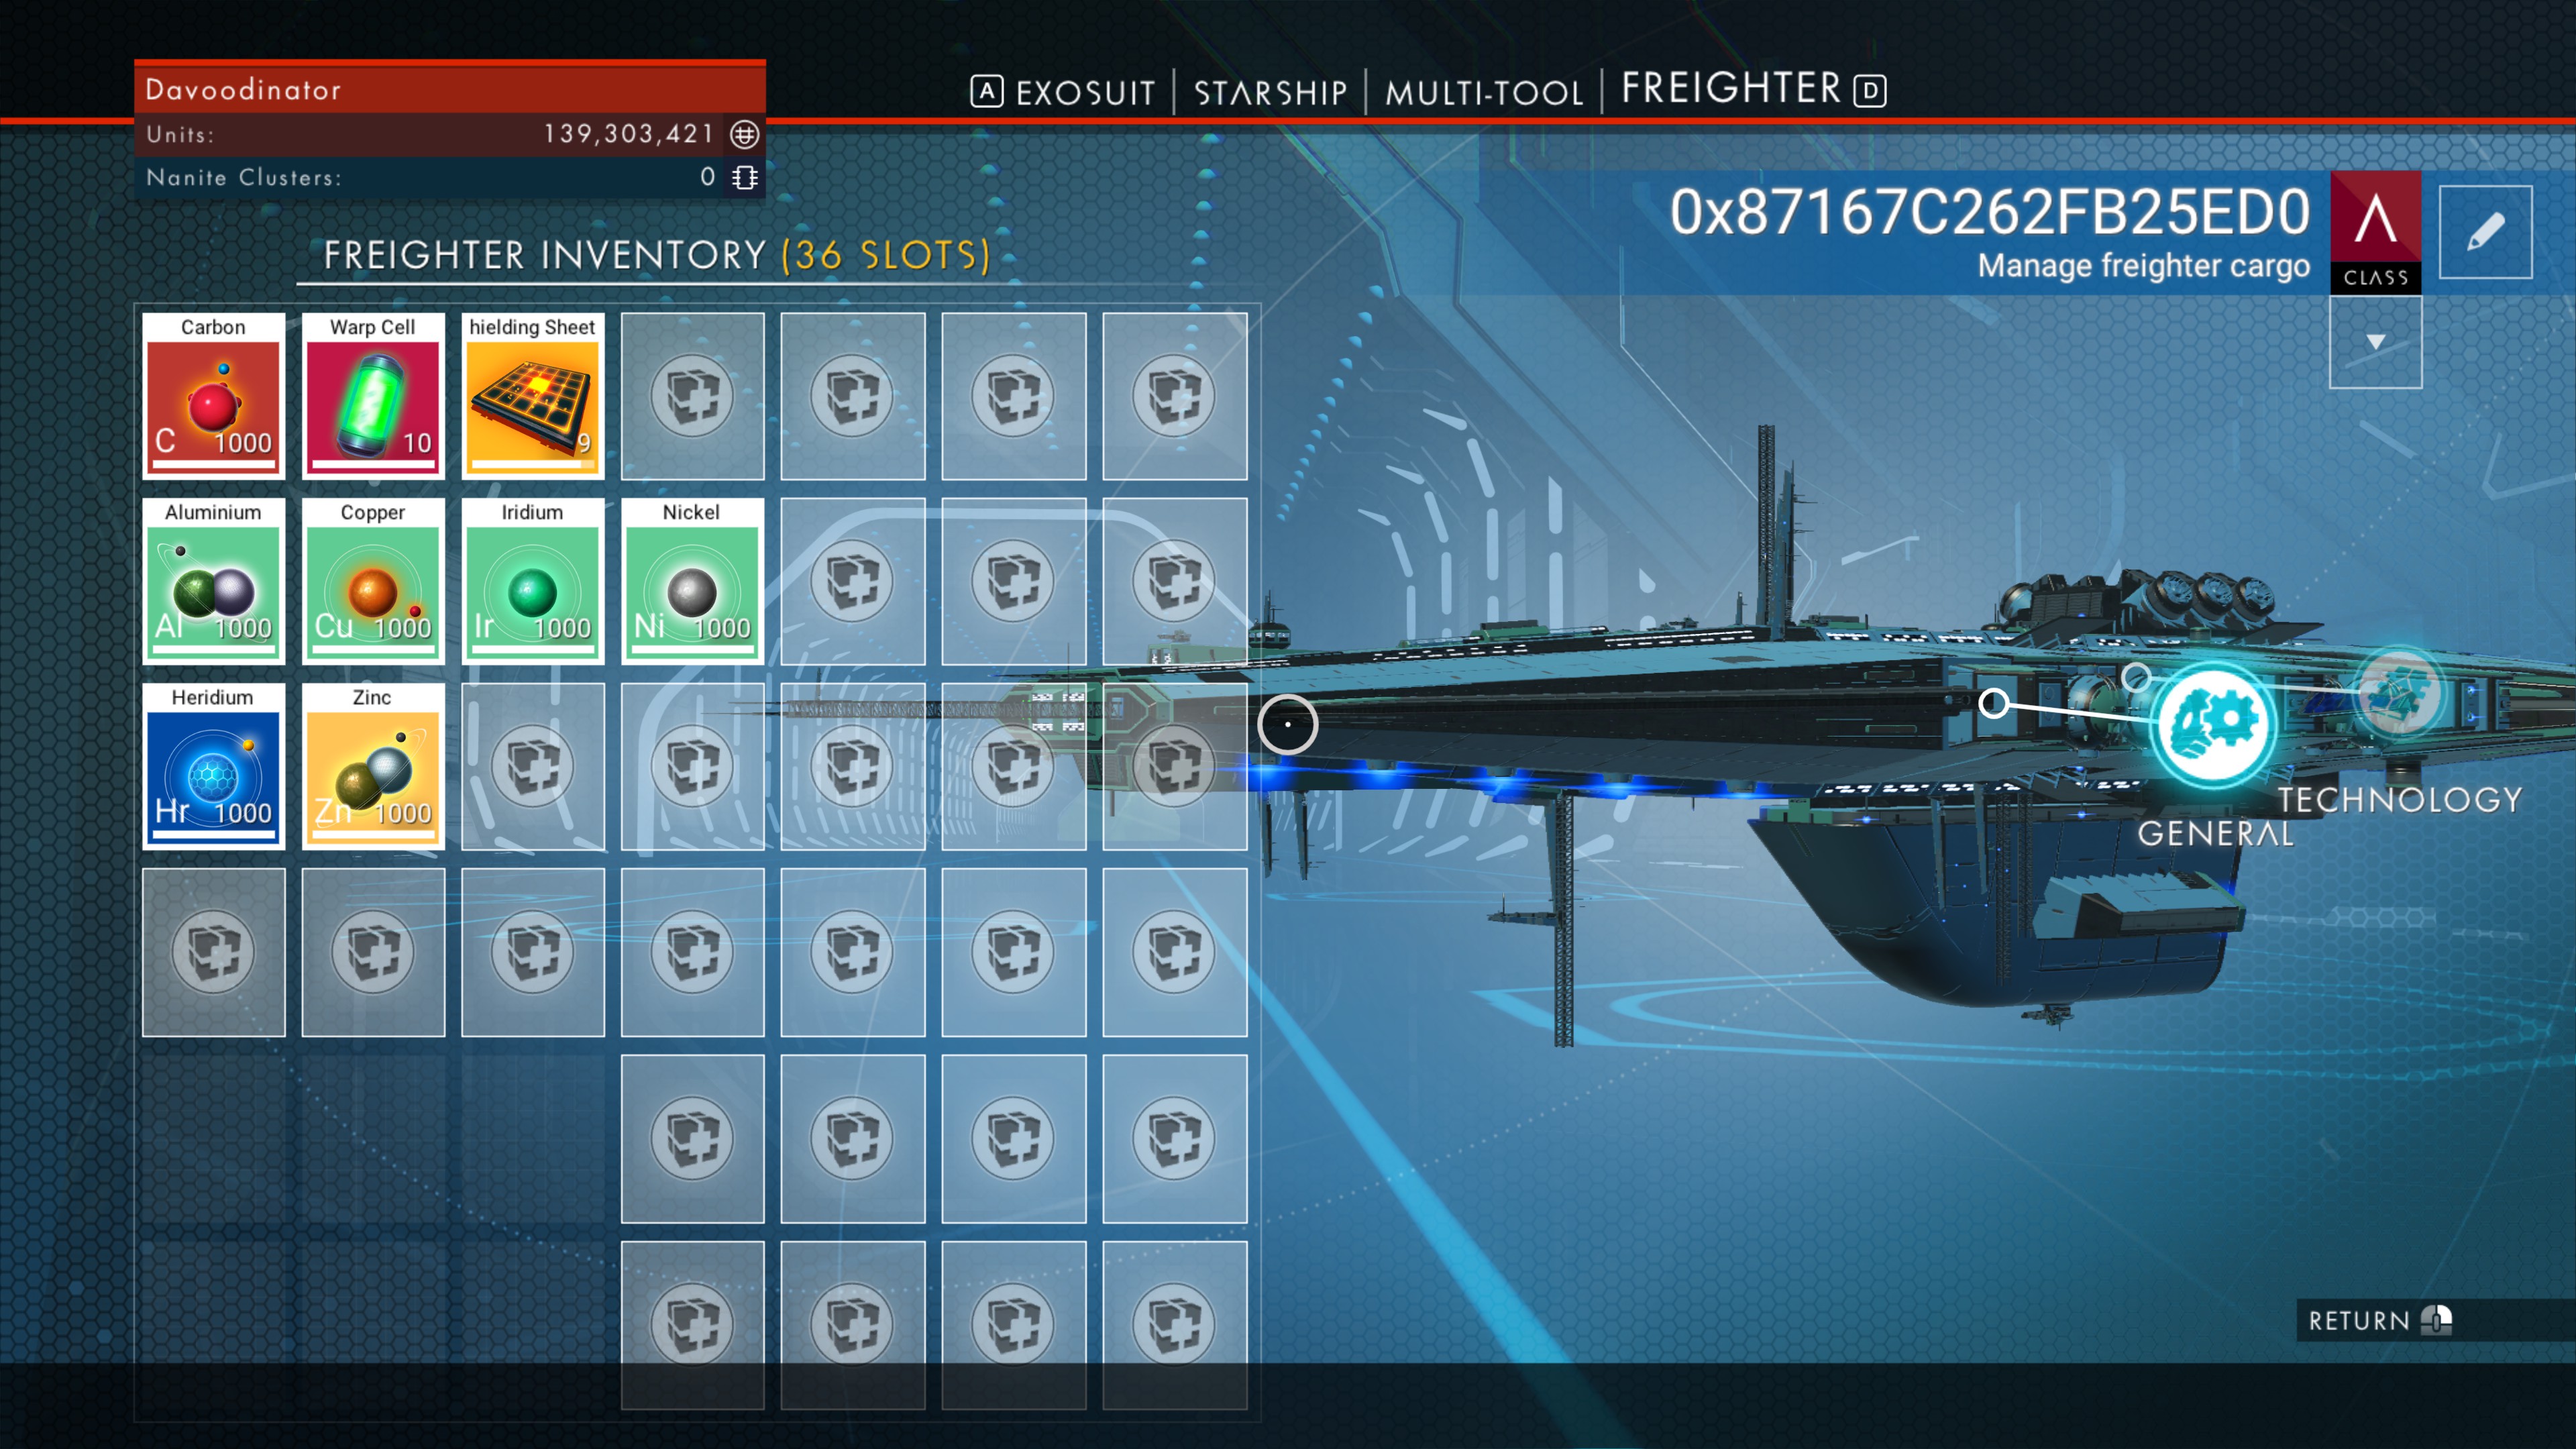 Davoodinator
Units: 139,303,421
Nanite Clusters: 0
A EXOSUIT STARSHIP MULTI-TOOL FREIGHTER D
0x87167C262FB25ED0
Manage freighter cargo
A
CLASS
FREIGHTER INVENTORY (36 SLOTS)
Carbon Warp Cell hielding Sheet
C 1000 10 9
Aluminium Copper Iridium Nickel
Al 1000 Cu 1000 Ir 1000 Ni 1000
Heridium Zinc
Hr 1000 Zn 1000
TECHNOLOGY
GENERAL
RETURN